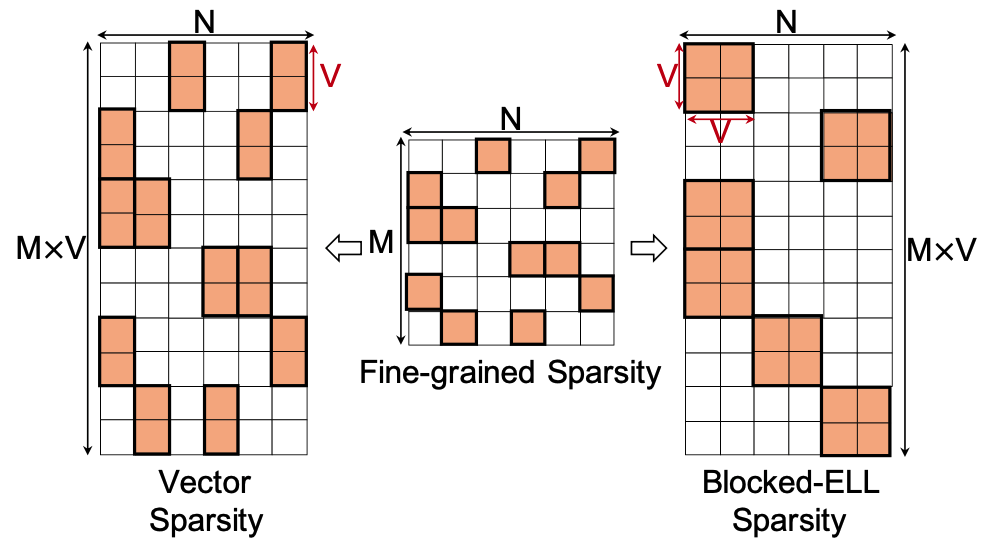 N
V
M×V
Vector
Sparsity
N
M
Fine-grained Sparsity
N
V
V
M×V
Blocked-ELL
Sparsity